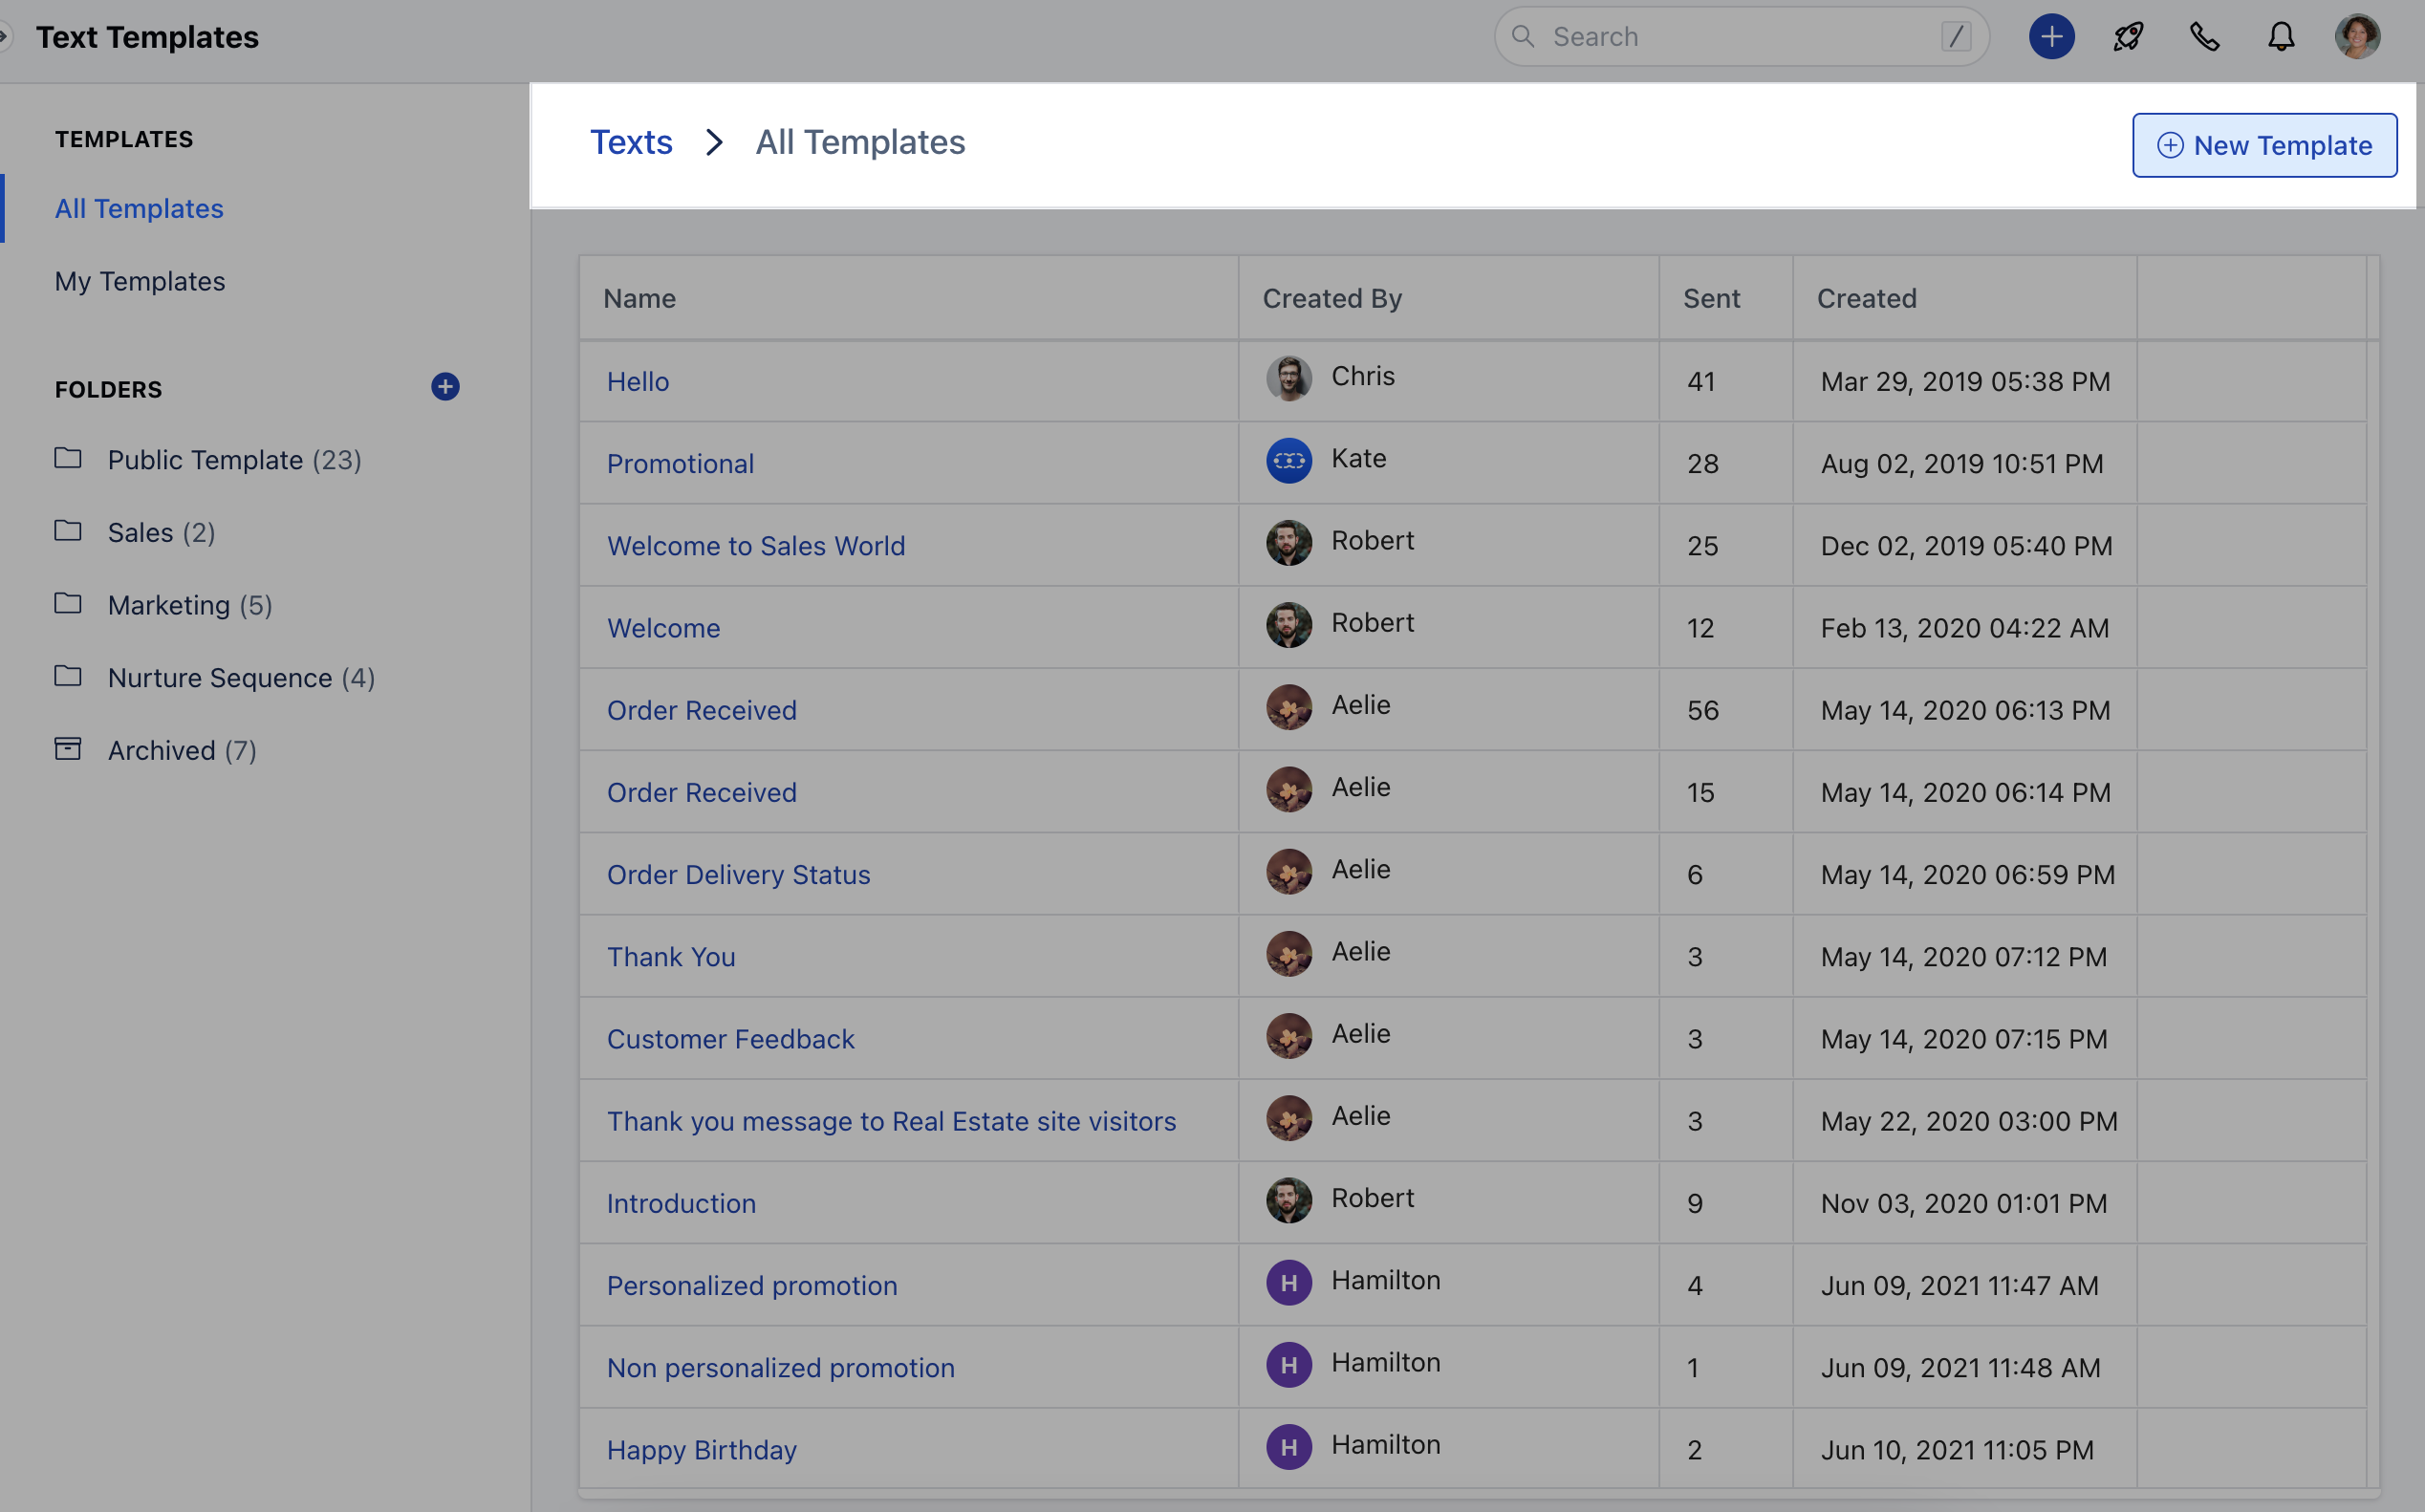 Text Templates
Search /
TEMPLATES
All Templates
My Templates
FOLDERS
Public Template (23)
Sales (2)
Marketing (5)
Nurture Sequence (4)
Archived (7)
Texts > All Templates
New Template
Name Created By Sent Created
Hello Chris 41 Mar 29, 2019 05:38 PM
Promotional Kate 28 Aug 02, 2019 10:51 PM
Welcome to Sales World Robert 25 Dec 02, 2019 05:40 PM
Welcome Robert 12 Feb 13, 2020 04:22 AM
Order Received Aelie 56 May 14, 2020 06:13 PM
Order Received Aelie 15 May 14, 2020 06:14 PM
Order Delivery Status Aelie 6 May 14, 2020 06:59 PM
Thank You Aelie 3 May 14, 2020 07:12 PM
Customer Feedback Aelie 3 May 14, 2020 07:15 PM
Thank you message to Real Estate site visitors Aelie 3 May 22, 2020 03:00 PM
Introduction Robert 9 Nov 03, 2020 01:01 PM
Personalized promotion H Hamilton 4 Jun 09, 2021 11:47 AM
Non personalized promotion H Hamilton 1 Jun 09, 2021 11:48 AM
Happy Birthday H Hamilton 2 Jun 10, 2021 11:05 PM